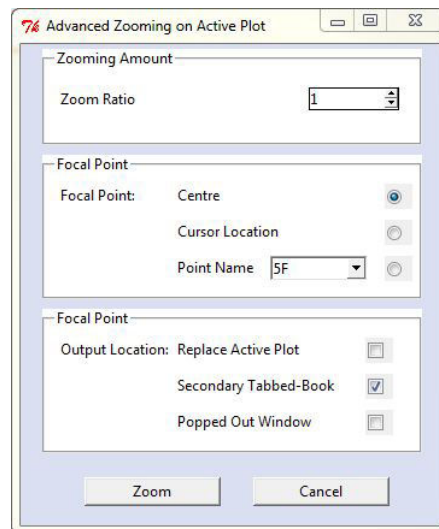 Advanced Zooming on Active Plot
Zooming Amount
Zoom Ratio 1
Focal Point
Focal Point: Centre
Cursor Location
Point Name 5F
Focal Point
Output Location: Replace Active Plot
Secondary Tabbed-Book
Popped Out Window
Zoom Cancel